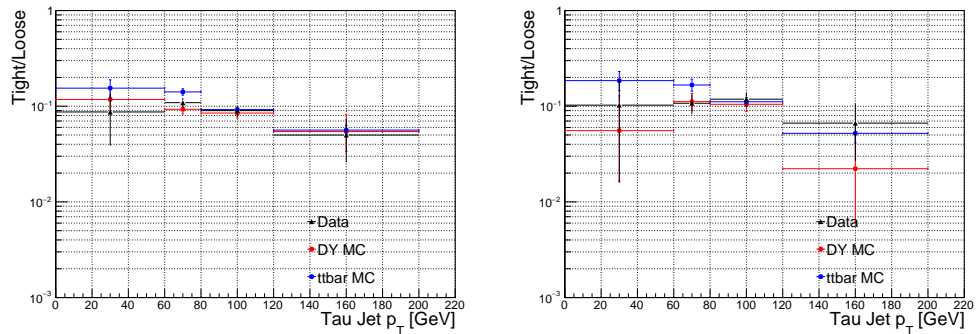 Tight/Loose
1
10⁻¹
10⁻²
10⁻³
0 20 40 60 80 100 120 140 160 180 200 220
Tau Jet p_T [GeV]
Data
DY MC
ttbar MC
Tight/Loose
1
10⁻¹
10⁻²
10⁻³
0 20 40 60 80 100 120 140 160 180 200 220
Tau Jet p_T [GeV]
Data
DY MC
ttbar MC